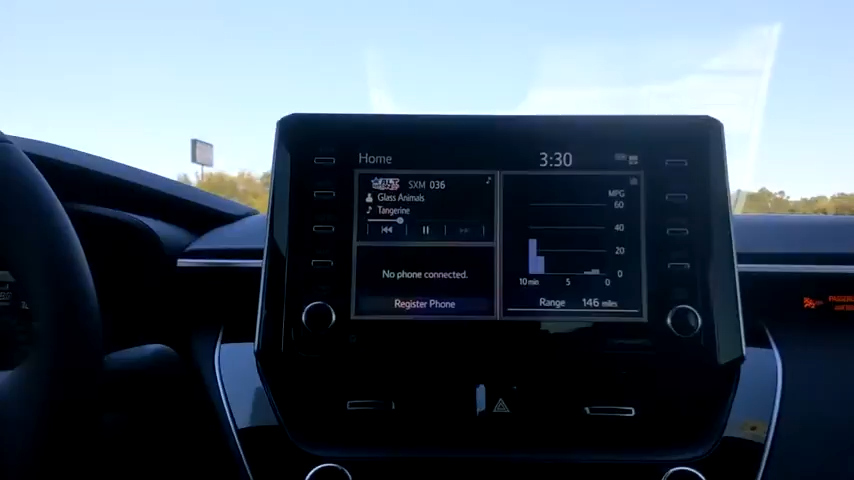 Home
3:30
ALT
SXM 036
Glass Animals
Tangerine
No phone connected.
Register Phone
MPG
60
40
20
0
10 min
5
0
Range 146 miles